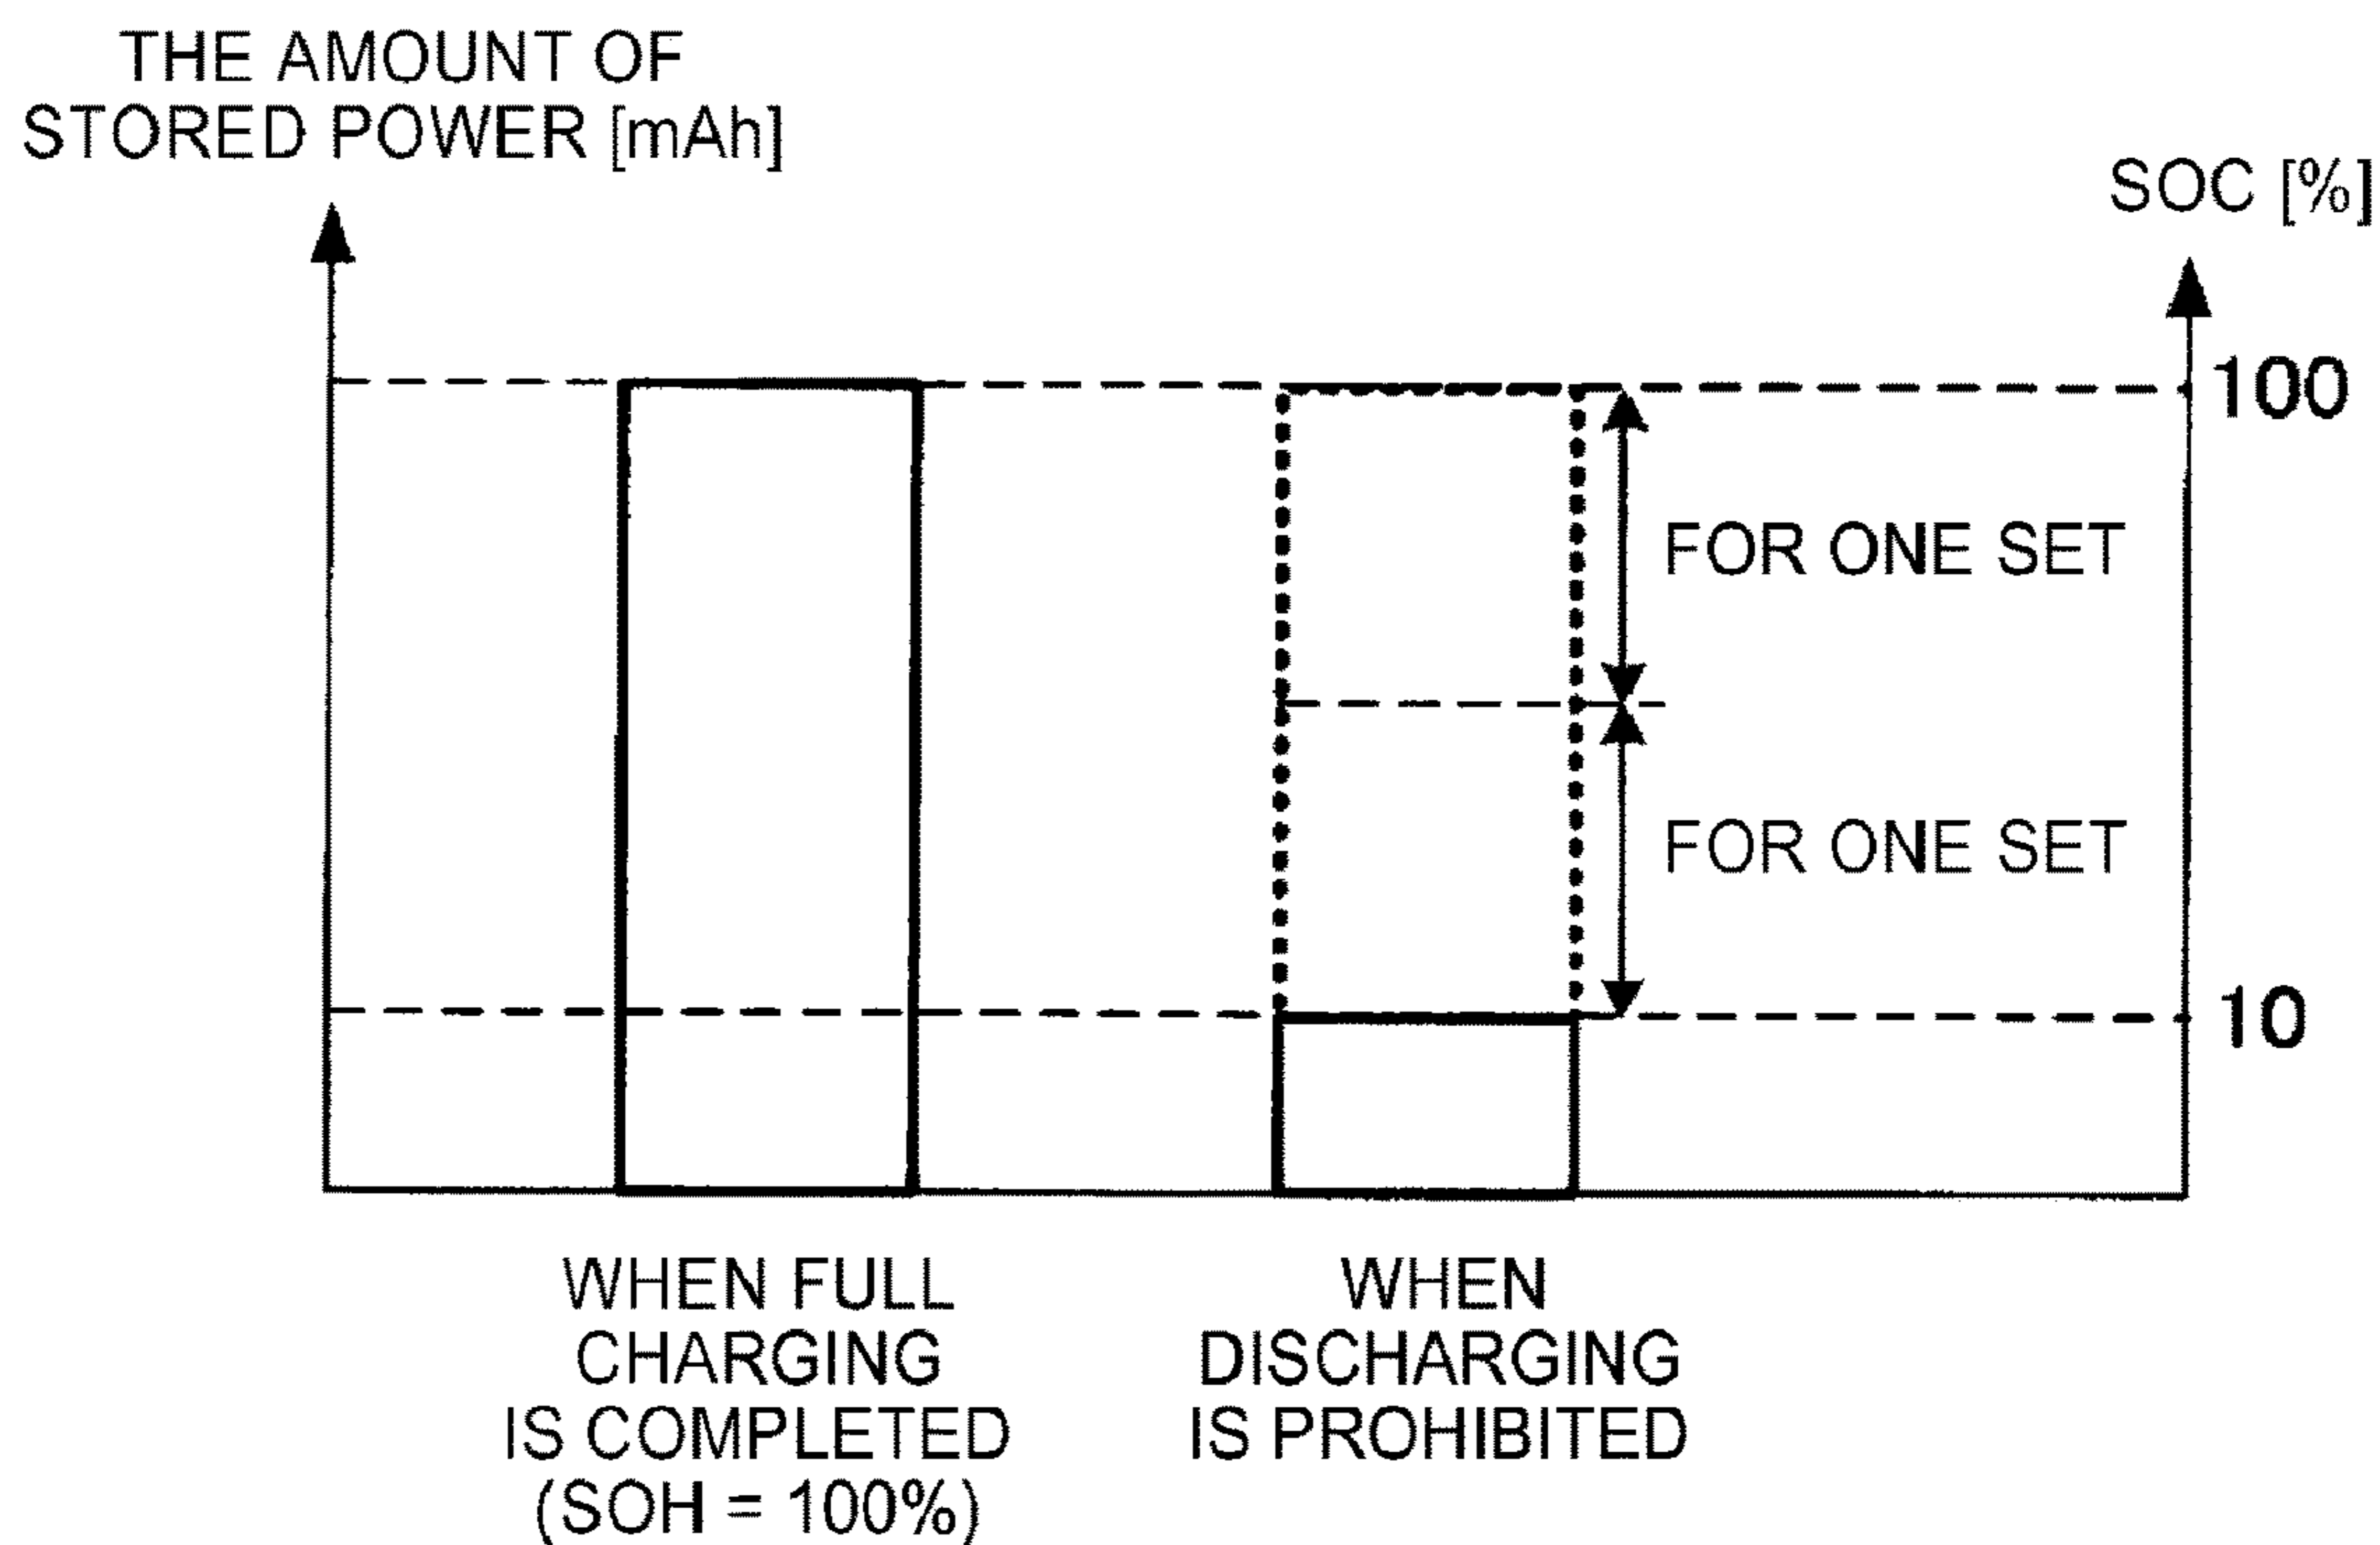 THE AMOUNT OF
STORED POWER [mAh]
SOC [%]
100
FOR ONE SET
FOR ONE SET
10
WHEN FULL
CHARGING
IS COMPLETED
(SOH = 100%)
WHEN
DISCHARGING
IS PROHIBITED